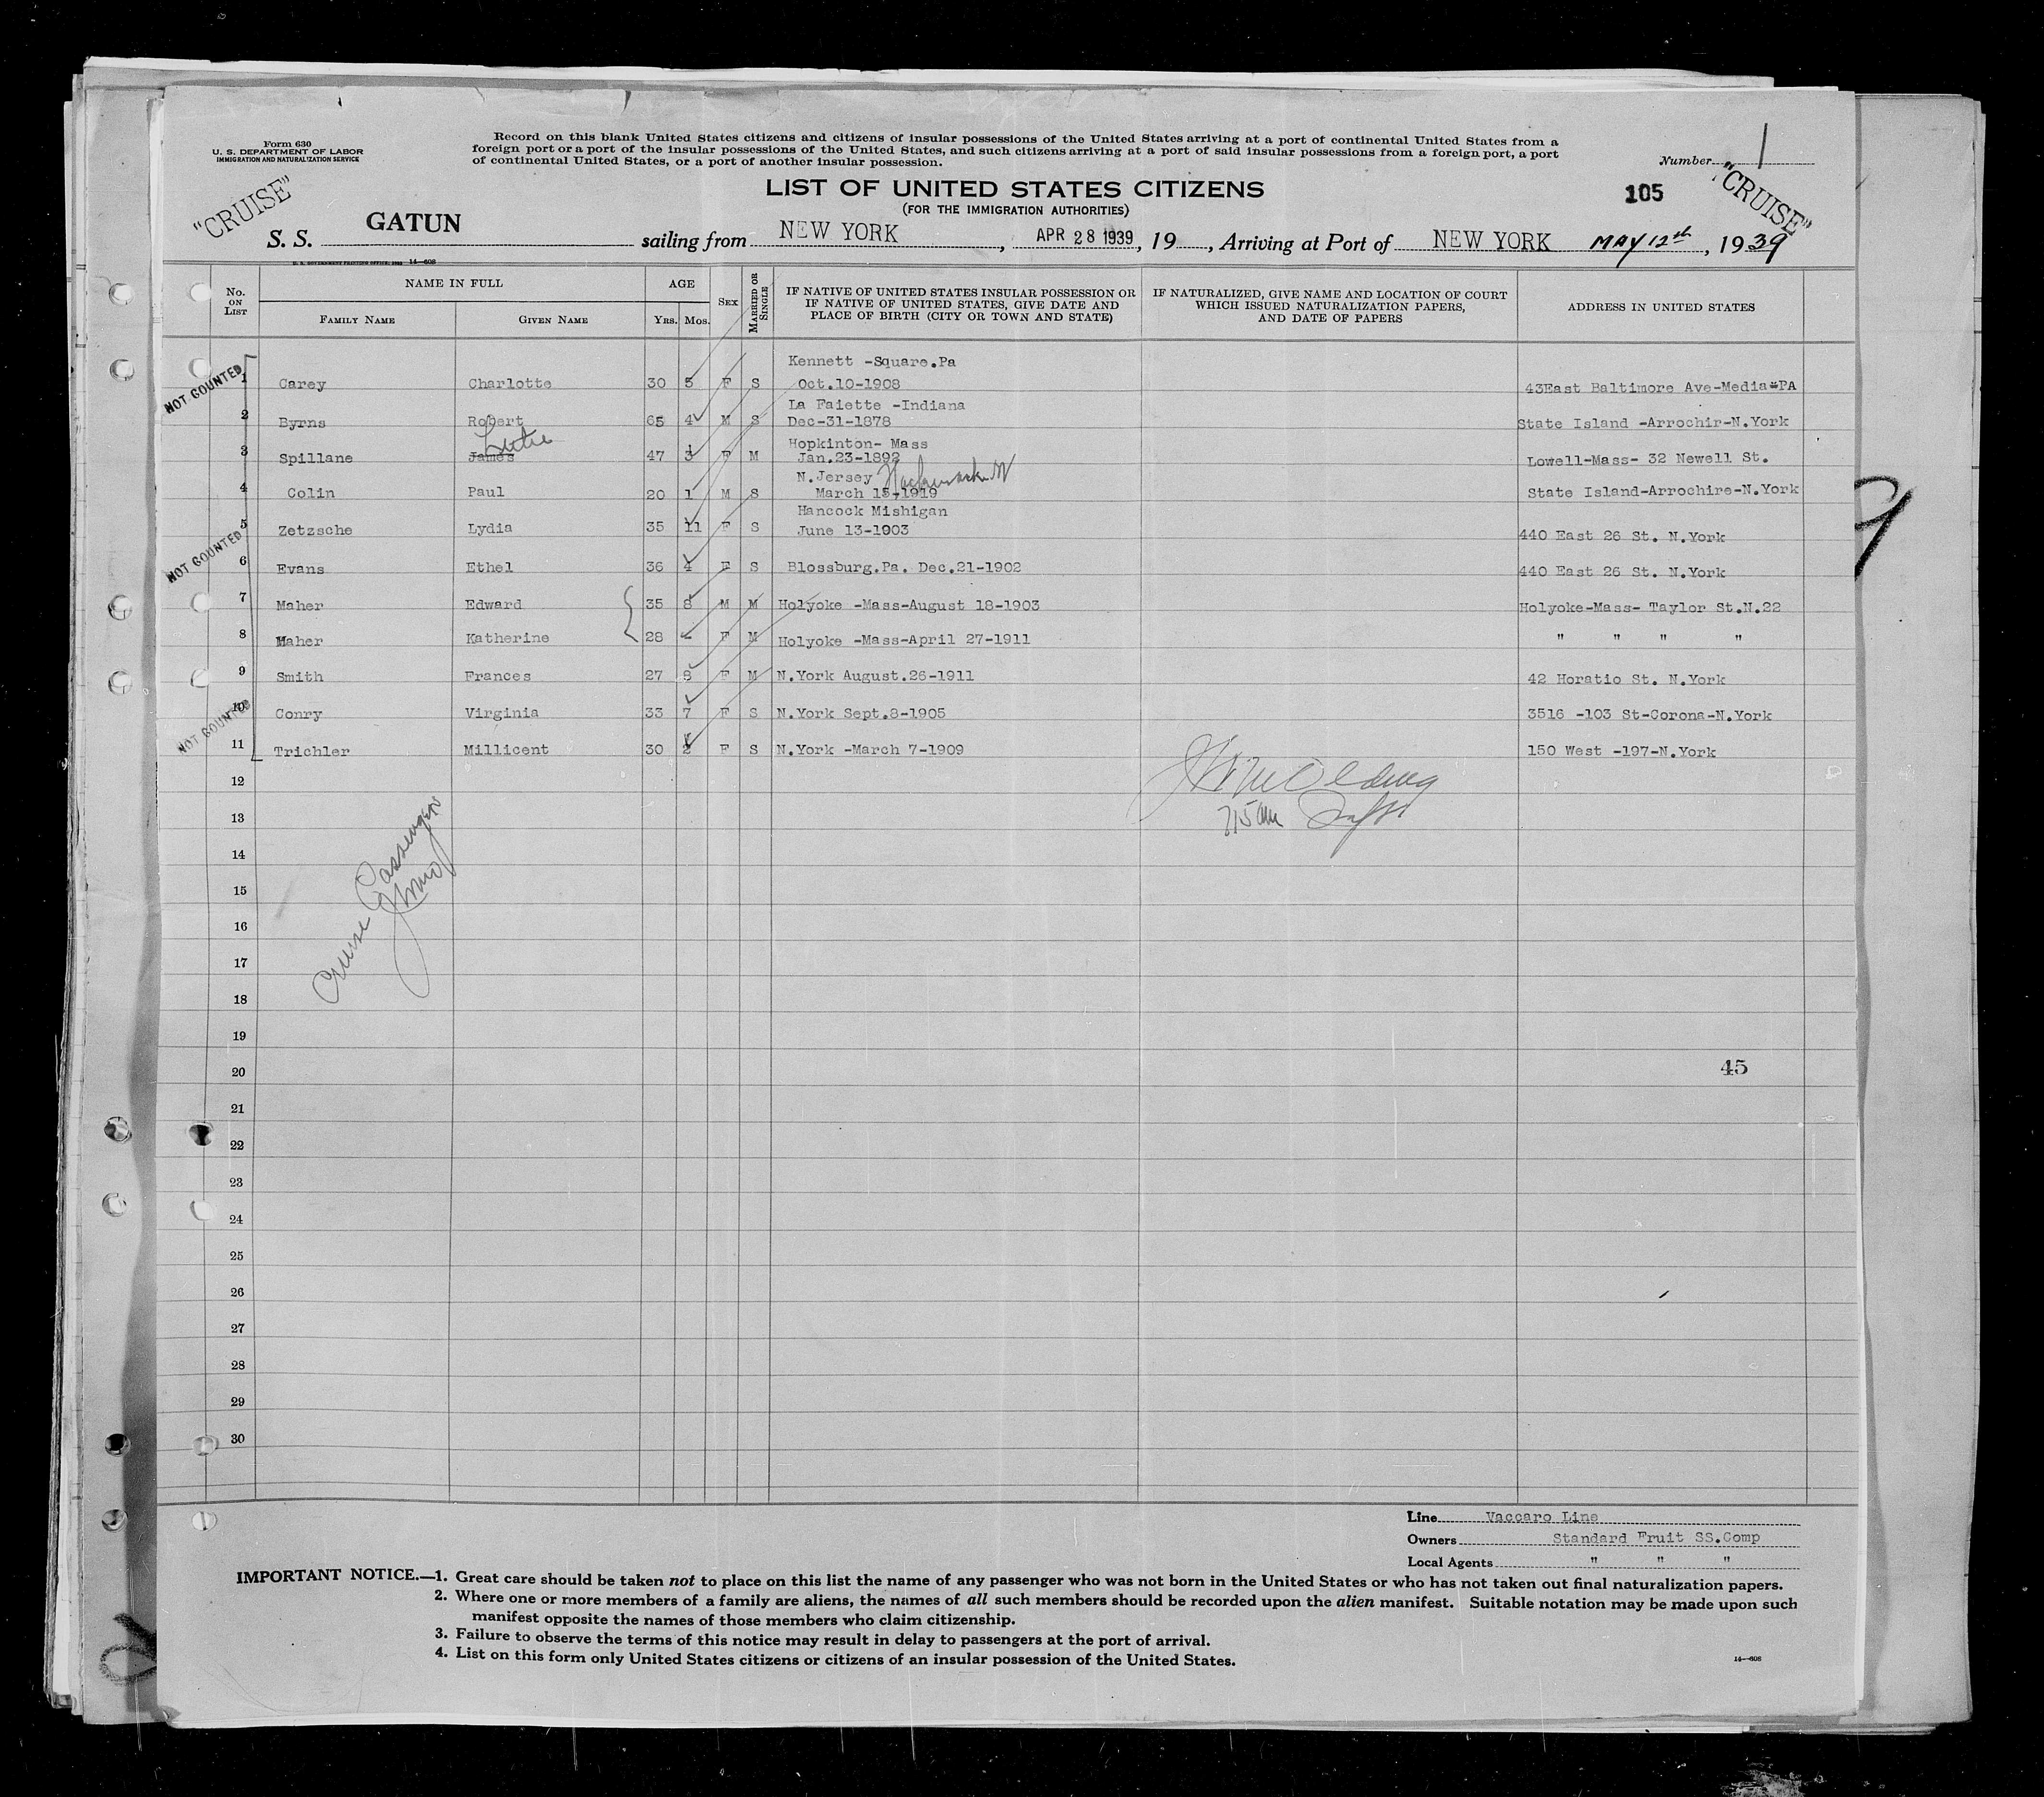 Form 630
U. S. DEPARTMENT OF LABOR
IMMIGRATION AND NATURALIZATION SERVICE
Record on this blank United States citizens and citizens of insular possessions of the United States arriving at a port of continental United States from a
foreign port or a port of the insular possessions of the United States, and such citizens arriving at a port of said insular possessions from a foreign port, a port
of continental United States, or a port of another insular possession.
Number 1
"CRUISE"
LIST OF UNITED STATES CITIZENS
(FOR THE IMMIGRATION AUTHORITIES)
105
"CRUISE"
S. S. GATUN sailing from NEW YORK, APR 28 1939, 19 , Arriving at Port of NEW YORK MAY 12th, 1939
U. S. GOVERNMENT PRINTING OFFICE: 14-608
No. ON LIST
NAME IN FULL
FAMILY NAME GIVEN NAME
AGE
YRS. MOS.
SEX
MARRIED OR SINGLE
IF NATIVE OF UNITED STATES INSULAR POSSESSION OR
IF NATIVE OF UNITED STATES, GIVE DATE AND
PLACE OF BIRTH (CITY OR TOWN AND STATE)
IF NATURALIZED, GIVE NAME AND LOCATION OF COURT
WHICH ISSUED NATURALIZATION PAPERS,
AND DATE OF PAPERS
ADDRESS IN UNITED STATES
Kennett -Square.Pa
NOT COUNTED
1 Carey Charlotte 30 5 F S Oct.10-1908 43East Baltimore Ave-Media-PA
La Faiette -Indiana
2 Byrns Robert 65 4 M S Dec-31-1878 State Island -Arrochir-N.York
Hopkinton- Mass
3 Spillane James 47 3 F M Jan.23-1892 Lowell-Mass- 32 Newell St.
N.Jersey
4 Colin Paul 20 1 M S March 15,1919 State Island-Arrochire-N.York
Hancock Mishigan
5 Zetzsche Lydia 35 11 F S June 13-1903 440 East 26 St. N.York
NOT COUNTED
6 Evans Ethel 36 4 F S Blossburg.Pa. Dec.21-1902 440 East 26 St. N.York
7 Maher Edward 35 8 M M Holyoke -Mass-August 18-1903 Holyoke-Mass- Taylor St.N.22
8 Maher Katherine 28 - F M Holyoke -Mass-April 27-1911 " " " "
9 Smith Frances 27 8 F M N.York August.26-1911 42 Horatio St. N.York
10 Conry Virginia 33 7 F S N.York Sept.8-1905 3516 -103 St-Corona-N.York
NOT COUNTED
11 Trichler Millicent 30 2 F S N.York -March 7-1909 150 West -197-N.York
12
13
14
Cruise Passengers
15
16
17
18
19
20 45
21
22
23
24
25
26
27
28
29
30
Line Vaccaro Line
Owners Standard Fruit SS.Comp
Local Agents " " "
IMPORTANT NOTICE.—1. Great care should be taken not to place on this list the name of any passenger who was not born in the United States or who has not taken out final naturalization papers.
2. Where one or more members of a family are aliens, the names of all such members should be recorded upon the alien manifest. Suitable notation may be made upon such
manifest opposite the names of those members who claim citizenship.
3. Failure to observe the terms of this notice may result in delay to passengers at the port of arrival.
4. List on this form only United States citizens or citizens of an insular possession of the United States.
14-608